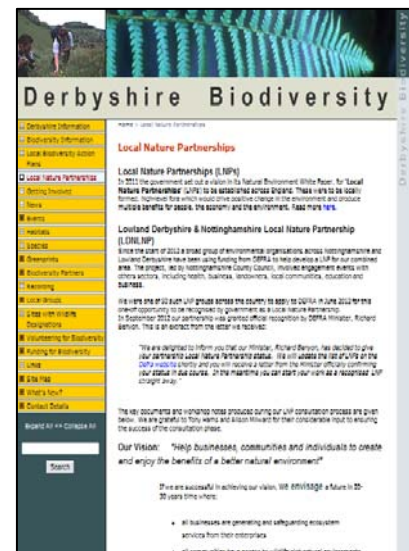 Derbyshire Biodiversity
Derbyshire Biodiversity
Derbyshire Information
Biodiversity Information
Local Biodiversity Action
Plans
Local Nature Partnerships
Getting Involved
News
Events
Habitats
Species
Greenprints
Biodiversity Partners
Recording
Local Groups
Sites with Wildlife
Designations
Volunteering for Biodiversity
Funding for Biodiversity
Links
Site Map
What's New?
Contact Details
Expand All <> Collapse All
Search
Home > Local Nature Partnerships
Local Nature Partnerships
Local Nature Partnerships (LNPs)
In 2011 the government set out a vision in its Natural Environment White Paper, for 'Local
Nature Partnerships' (LNPs) to be established across England. These were to be locally
formed, high-level fora which would drive positive change in the environment and produce
multiple benefits for people, the economy and the environment. Read more here.
Lowland Derbyshire & Nottinghamshire Local Nature Partnership
(LDNLNP)
Since the start of 2012 a broad group of environmental organisations across Nottinghamshire and
Lowland Derbyshire have been using funding from DEFRA to help develop a LNP for our combined
area. The project, led by Nottinghamshire County Council, involved engagement events with
others sectors, including health, business, landowners, local communities, education and
business.
We were one of 50 such LNP groups across the country to apply to DEFRA in June 2012 for this
one-off opportunity to be recognised by government as a Local Nature Partnership.
In September 2012 our partnership was granted official recognition by DEFRA Minister, Richard
Benyon. This is an extract from the letter we received:
"We are delighted to inform you that our Minister, Richard Benyon, has decided to give
your partnership Local Nature Partnership status. We will update the list of LNPs on the
Defra website shortly and you will receive a letter from the Minister officially confirming
your status in due course. In the meantime you can start your work as a recognised LNP
straight away."
The key documents and workshop notes produced during our LNP consultation process are given
below. We are grateful to Tony Hams and Alison Millward for their considerable input to ensuring
the success of the consultation phase.
Our Vision: "Help businesses, communities and individuals to create
and enjoy the benefits of a better natural environment"
If we are successful in achieving our vision, we envisage a future in 20-
30 years time where:
all businesses are generating and safeguarding ecosystem
services from their enterprises